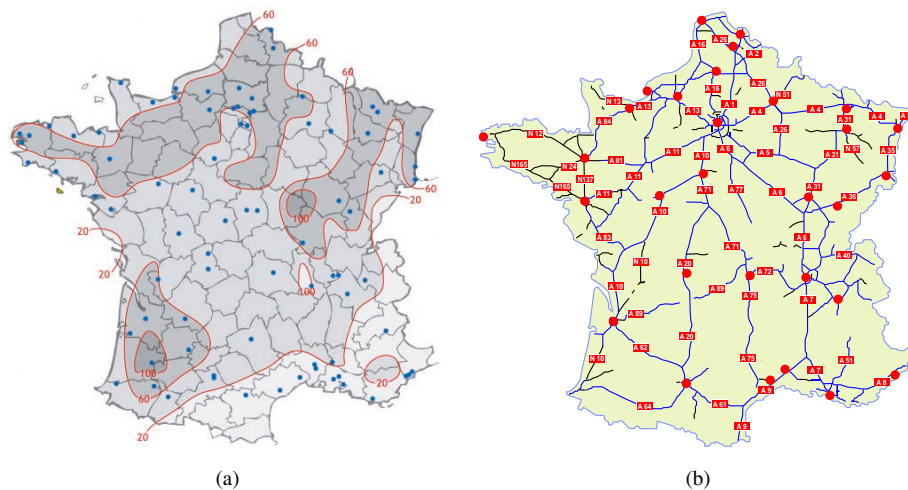 60
60
60
60
20
20
20
100
100
100
60
20
20
(a)
A 16
A 26
A 2
A 16
A 26
N 13
A 13
A 13
A 1
N 51
A 84
A 4
A 4
A 4
A
N 12
A 26
A 31
A 35
N 57
N165
N 24
A 81
A 11
A 11
A 10
A 6
A 5
A 31
N165
N137
A 11
A 71
A 77
A 6
A 31
A 36
A 10
A 83
A 6
N 10
A 71
A 40
A 10
A 20
A 89
A 72
A 75
A 7
A 89
A 62
A 20
N 10
A 75
A 51
A 7
A 8
A 64
A 61
A 9
A 9
(b)